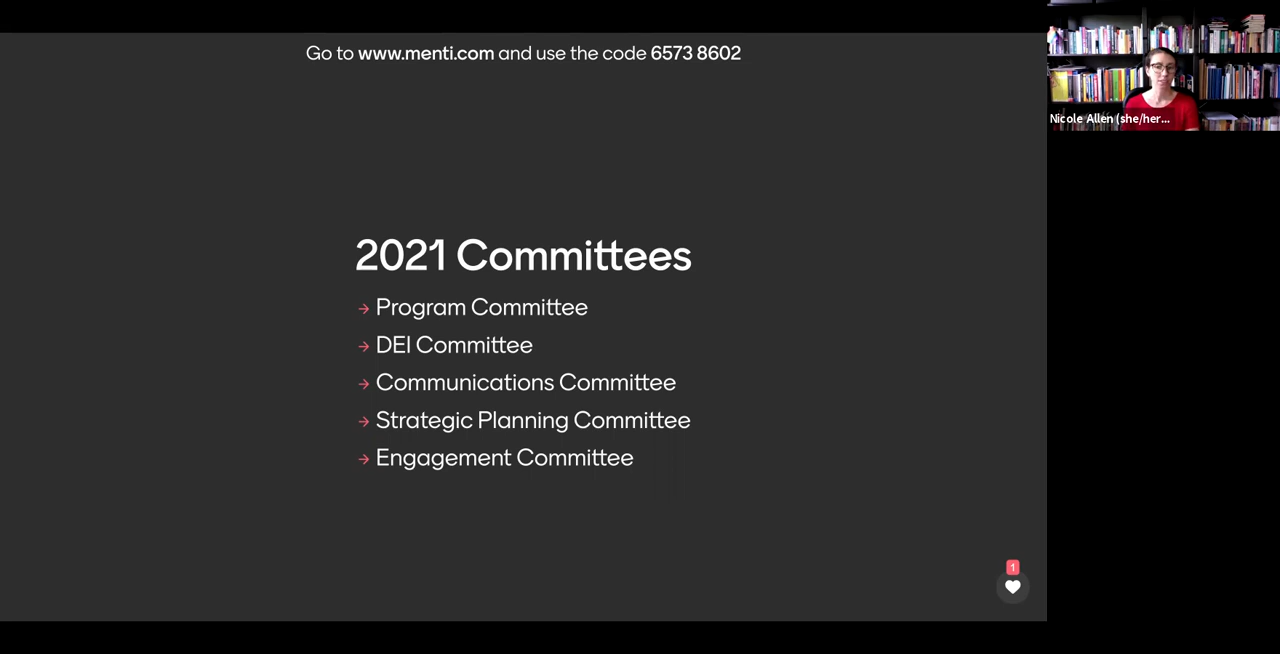 Go to www.menti.com and use the code 6573 8602
Nicole Allen (she/her...
2021 Committees
→ Program Committee
→ DEI Committee
→ Communications Committee
→ Strategic Planning Committee
→ Engagement Committee
1